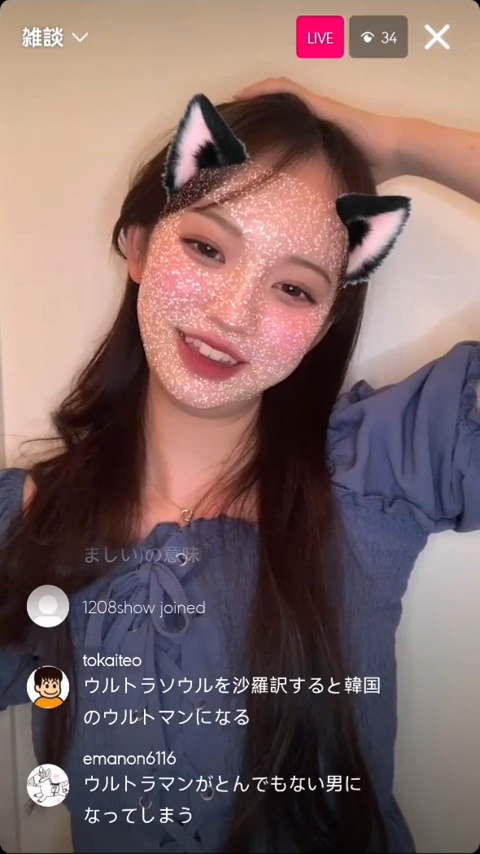 雑談
LIVE
34
ましい)の意味
1208show joined
tokaiteo
ウルトラソウルを沙羅訳すると韓国
のウルトマンになる
emanon6116
ウルトラマンがとんでもない男に
なってしまう